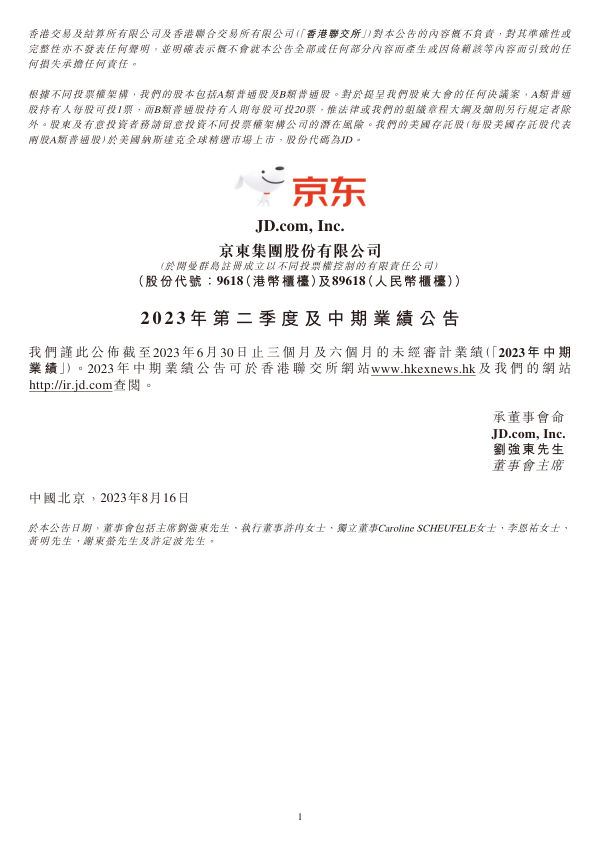 香港交易及結算所有限公司及香港聯合交易所有限公司(「香港聯交所」)對本公告的內容概不負責，對其準確性或
完整性亦不發表任何聲明，並明確表示概不會就本公告全部或任何部分內容而產生或因倚賴該等內容而引致的任
何損失承擔任何責任。
根據不同投票權架構，我們的股本包括A類普通股及B類普通股。對於提呈我們股東大會的任何決議案，A類普通
股持有人每股可投1票，而B類普通股持有人則每股可投20票，惟法律或我們的組織章程大綱及細則另行規定者除
外。股東及有意投資者務請留意投資不同投票權架構公司的潛在風險。我們的美國存託股(每股美國存託股代表
兩股A類普通股)於美國納斯達克全球精選市場上市，股份代碼為JD。
京东
JD.com, Inc.
京東集團股份有限公司
(於開曼群島註冊成立以不同投票權控制的有限責任公司)
(股份代號：9618(港幣櫃檯)及89618(人民幣櫃檯))
2023年第二季度及中期業績公告
我們謹此公佈截至2023年6月30日止三個月及六個月的未經審計業績(「2023年中期
業績」)。2023年中期業績公告可於香港聯交所網站www.hkexnews.hk及我們的網站
http://ir.jd.com查閱。
承董事會命
JD.com, Inc.
劉強東先生
董事會主席
中國北京，2023年8月16日
於本公告日期，董事會包括主席劉強東先生、執行董事許冉女士、獨立董事Caroline SCHEUFELE女士、李恩祐女士、
黃明先生、謝東螢先生及許定波先生。
1